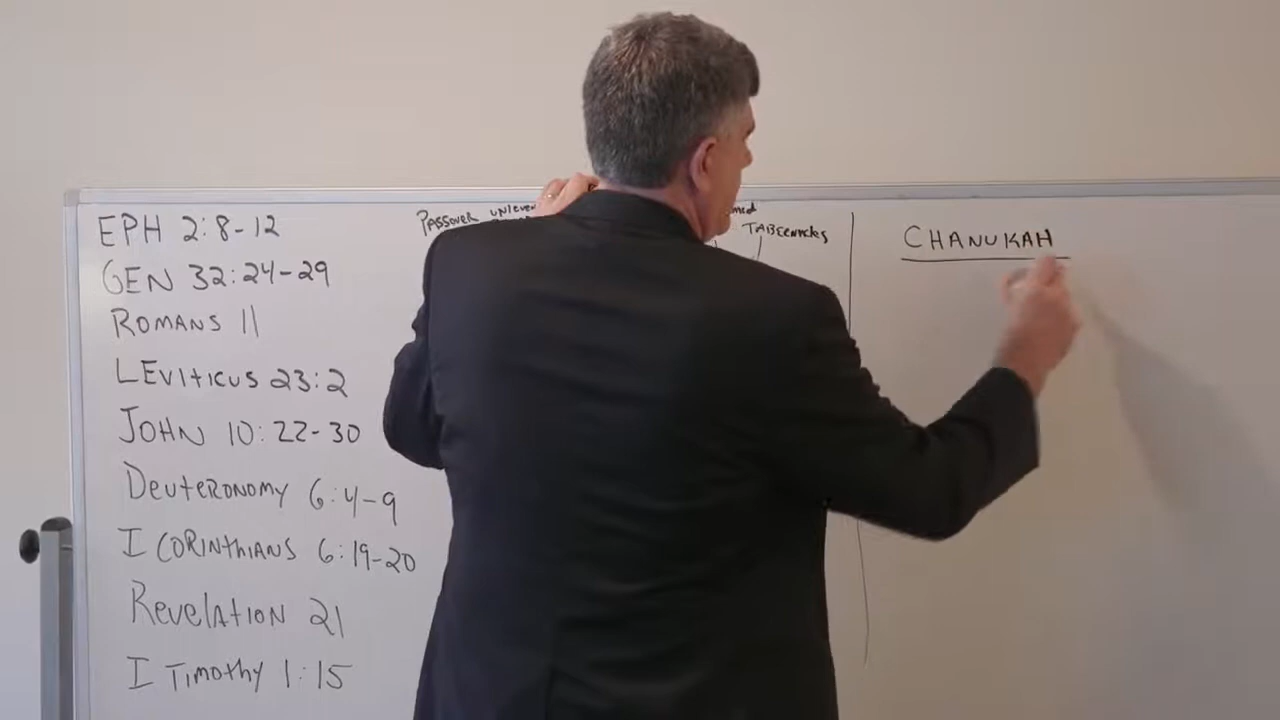 EPH 2:8-12
GEN 32:24-29
ROMANS 11
LEVITICUS 23:2
JOHN 10:22-30
DEUTERONOMY 6:4-9
I CORINTHIANS 6:19-20
REVELATION 21
I TIMOTHY 1:15
PASSOVER
TABERNACLES
CHANUKAH